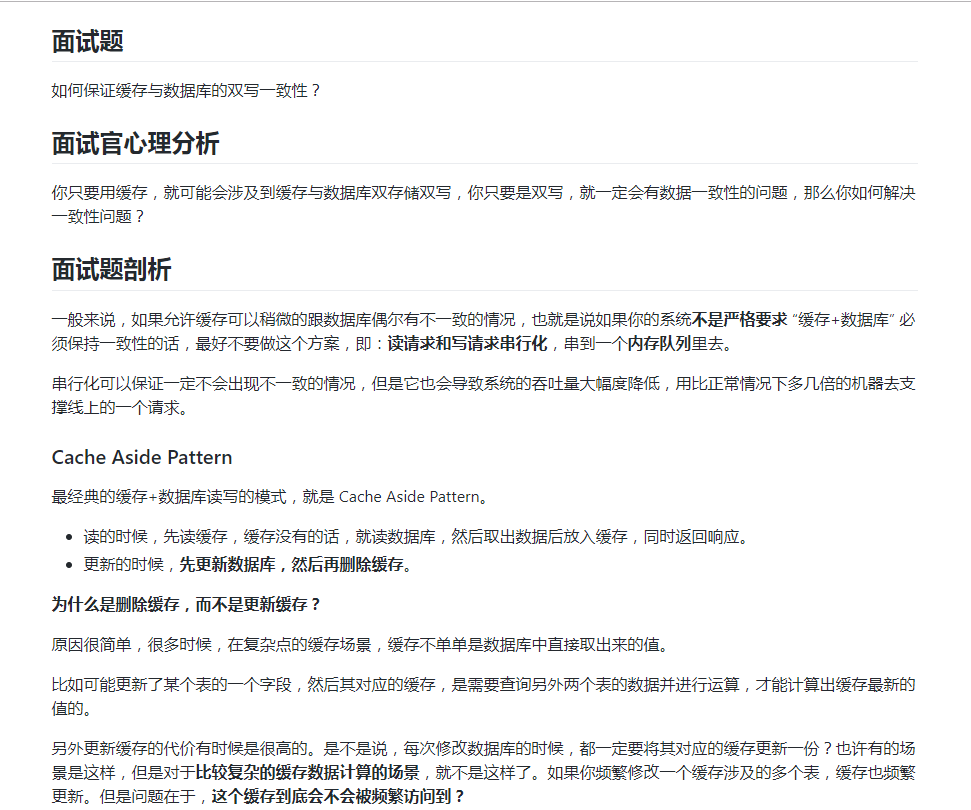 面试题
如何保证缓存与数据库的双写一致性？
面试官心理分析
你只要用缓存，就可能会涉及到缓存与数据库双存储双写，你只要是双写，就一定会有数据一致性的问题，那么你如何解决
一致性问题？
面试题剖析
一般来说，如果允许缓存可以稍微的跟数据库偶尔有不一致的情况，也就是说如果你的系统不是严格要求 “缓存+数据库” 必
须保持一致性的话，最好不要做这个方案，即：读请求和写请求串行化，串到一个内存队列里去。
串行化可以保证一定不会出现不一致的情况，但是它也会导致系统的吞吐量大幅度降低，用比正常情况下多几倍的机器去支
撑线上的一个请求。
Cache Aside Pattern
最经典的缓存+数据库读写的模式，就是 Cache Aside Pattern。
• 读的时候，先读缓存，缓存没有的话，就读数据库，然后取出数据后放入缓存，同时返回响应。
• 更新的时候，先更新数据库，然后再删除缓存。
为什么是删除缓存，而不是更新缓存？
原因很简单，很多时候，在复杂点的缓存场景，缓存不单单是数据库中直接取出来的值。
比如可能更新了某个表的一个字段，然后其对应的缓存，是需要查询另外两个表的数据并进行运算，才能计算出缓存最新的
值的。
另外更新缓存的代价有时候是很高的。是不是说，每次修改数据库的时候，都一定要将其对应的缓存更新一份？也许有的场
景是这样，但是对于比较复杂的缓存数据计算的场景，就不是这样了。如果你频繁修改一个缓存涉及的多个表，缓存也频繁
更新。但是问题在于，这个缓存到底会不会被频繁访问到？